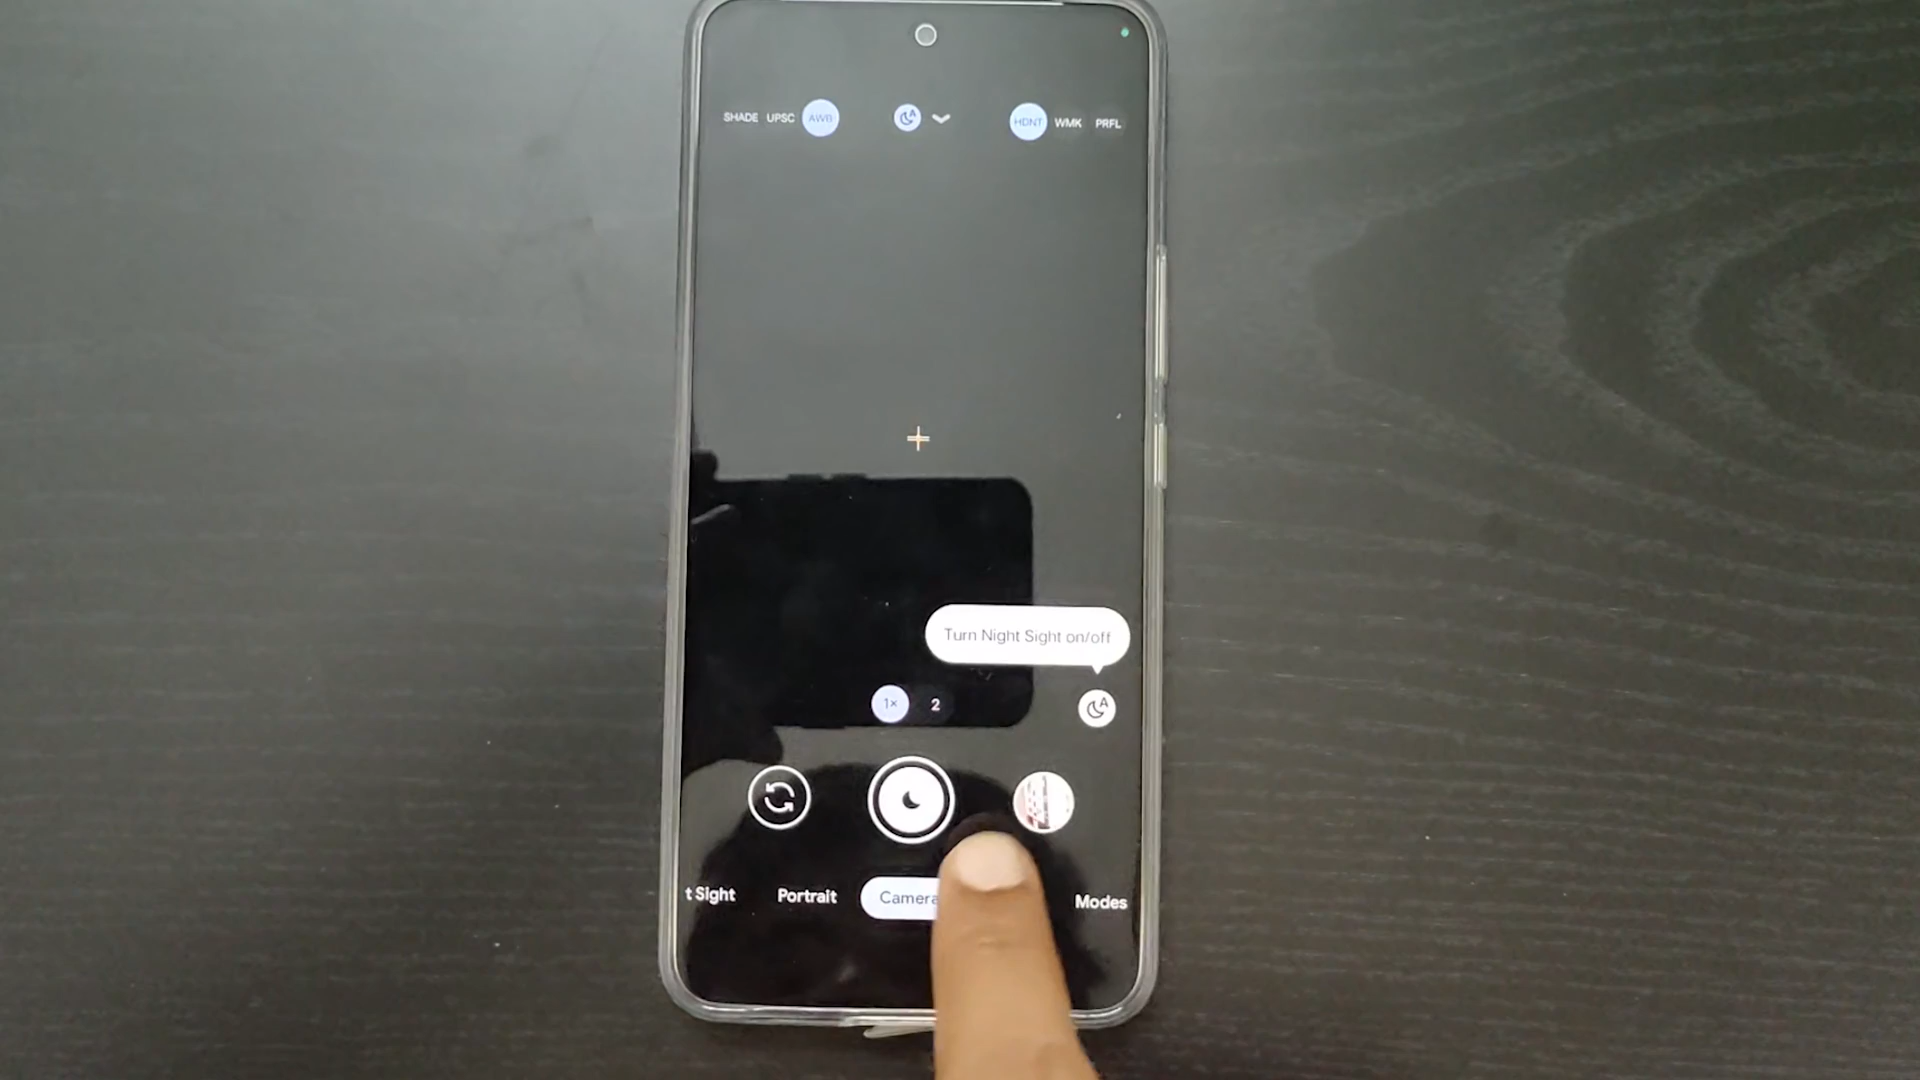 SHADE UPSC AWB HDNT WMK PRFL
Turn Night Sight on/off
1× 2
t Sight Portrait Camera Modes